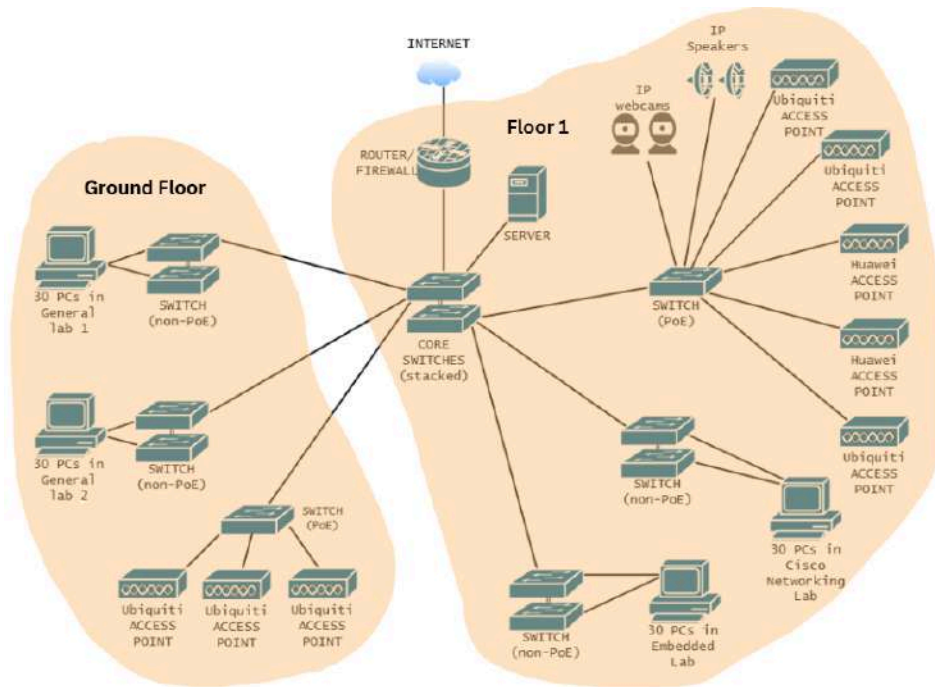 INTERNET
IP
Speakers
IP
webcams
Ubiquiti
ACCESS
POINT
Floor 1
ROUTER/
FIREWALL
Ubiquiti
ACCESS
POINT
Ground Floor
SERVER
30 PCs in
General
lab 1
SWITCH
(non-PoE)
CORE
SWITCHES
(stacked)
SWITCH
(PoE)
Huawei
ACCESS
POINT
Huawei
ACCESS
POINT
30 PCs in
General
lab 2
SWITCH
(non-PoE)
SWITCH
(non-PoE)
Ubiquiti
ACCESS
POINT
SWITCH
(PoE)
30 PCs in
Cisco
Networking
Lab
Ubiquiti
ACCESS
POINT
Ubiquiti
ACCESS
POINT
Ubiquiti
ACCESS
POINT
SWITCH
(non-PoE)
30 PCs in
Embedded
Lab